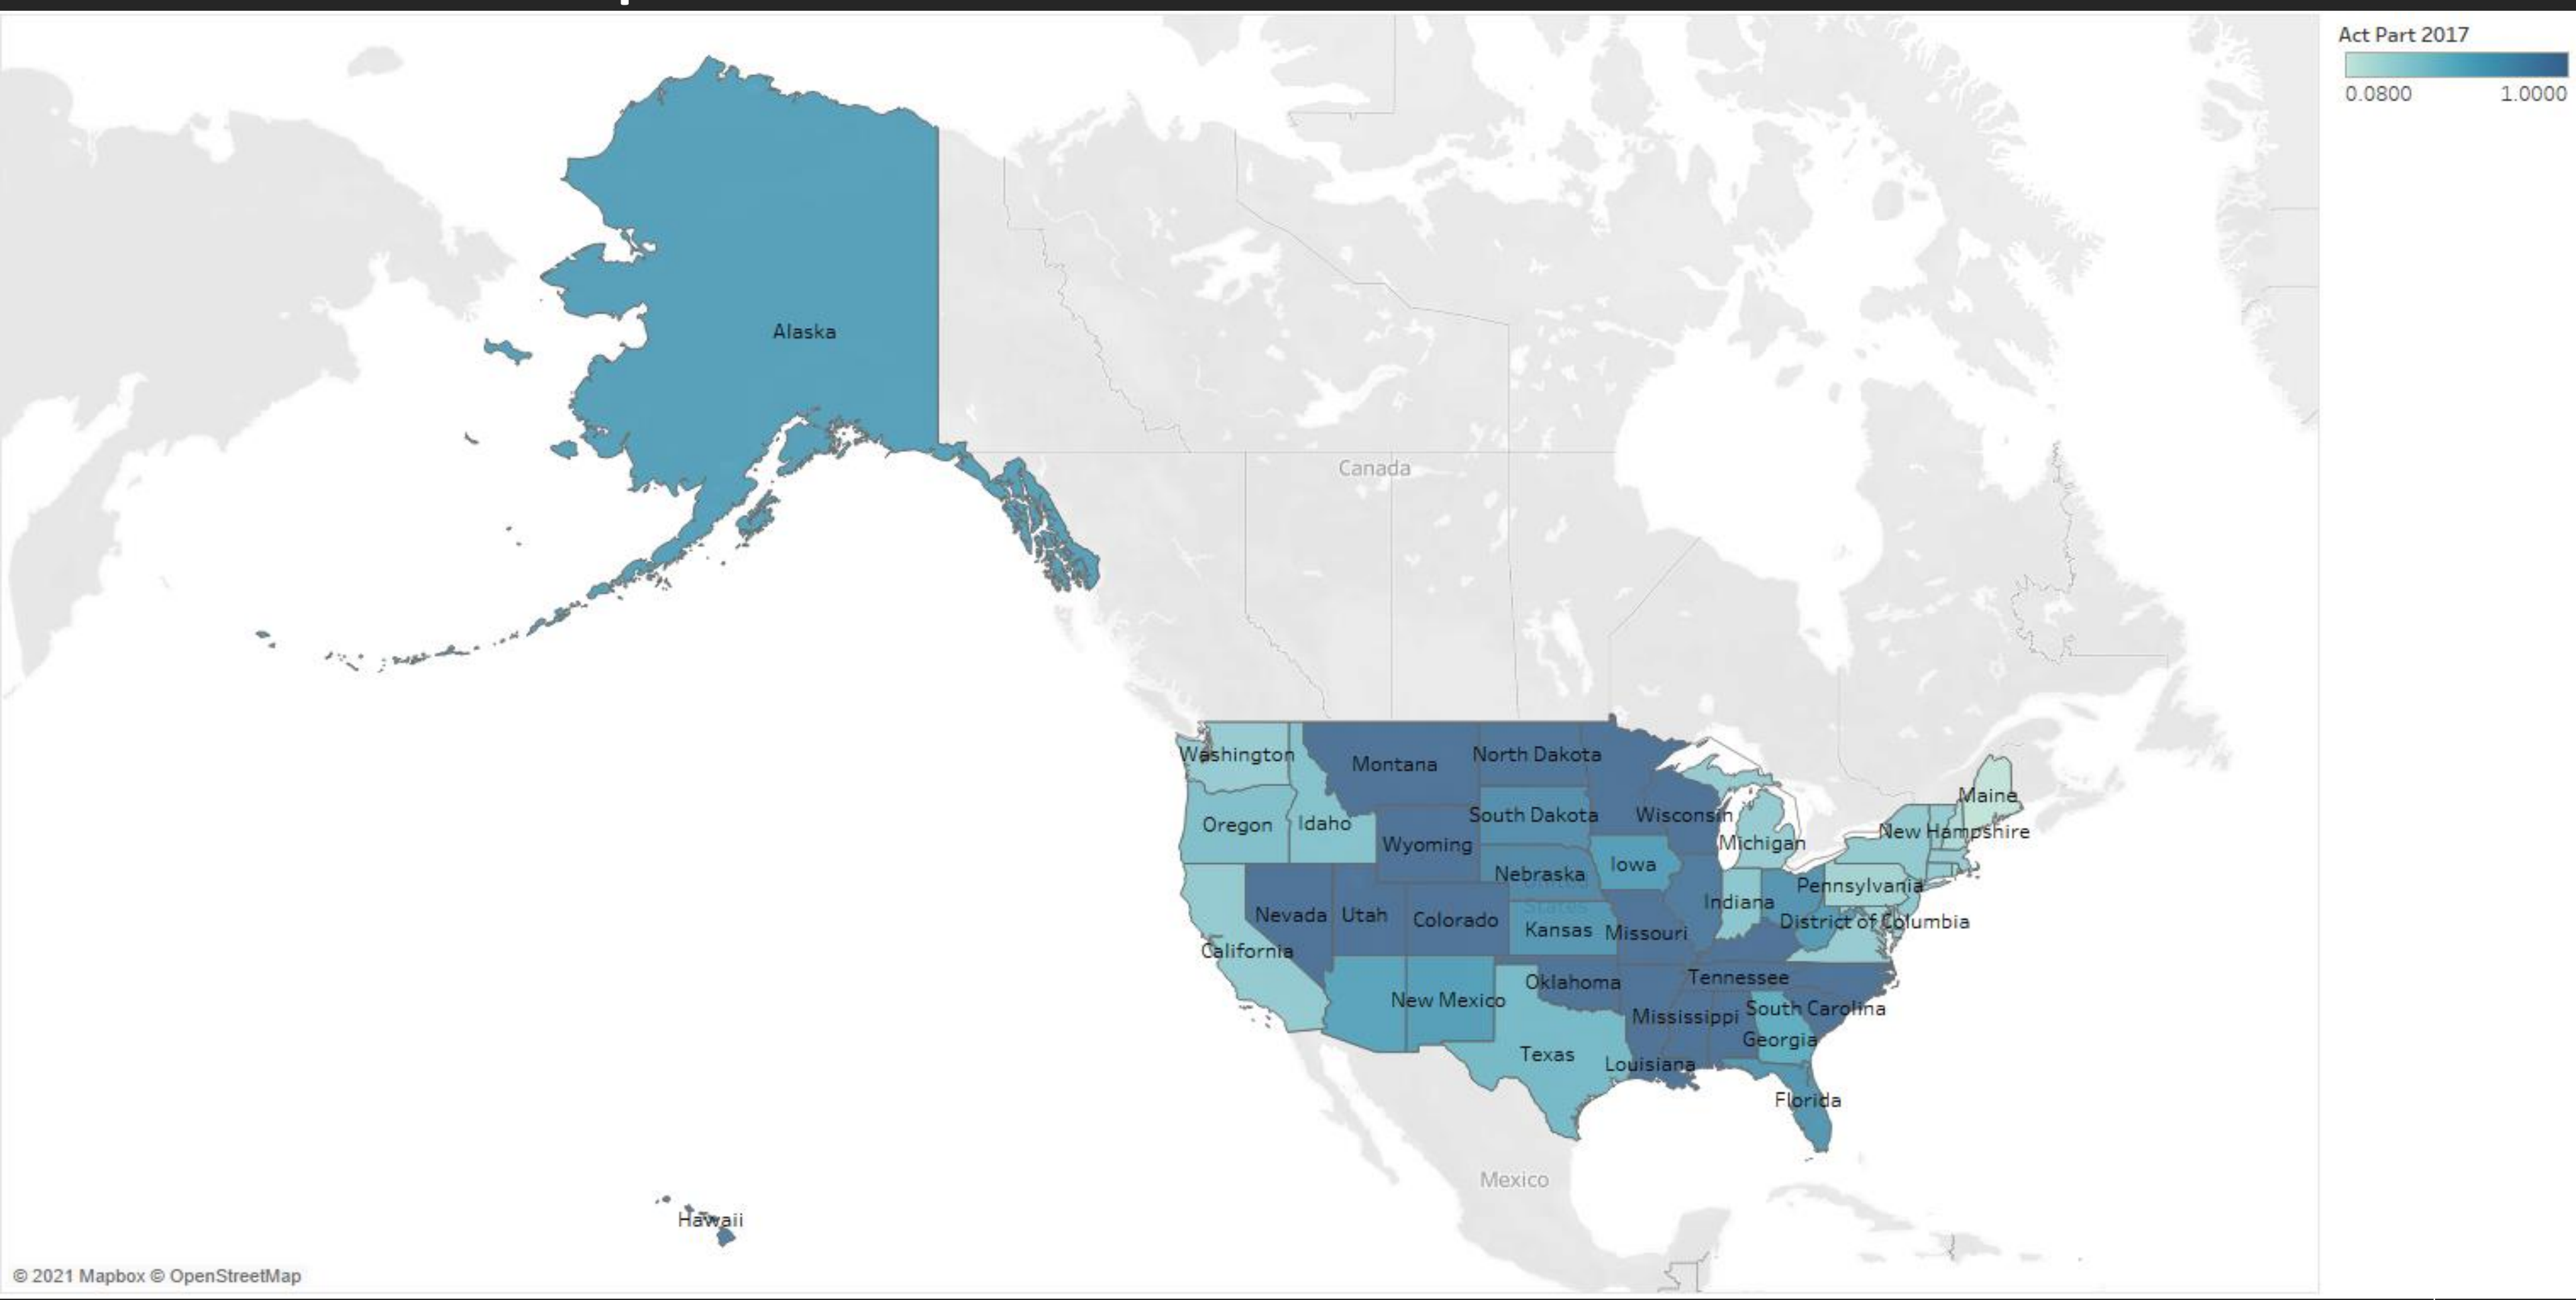 Act Part 2017
0.0800 1.0000
Alaska
Canada
Washington
Montana
North Dakota
Maine
Oregon
Idaho
South Dakota
Wisconsin
New Hampshire
Wyoming
Michigan
Nebraska
Iowa
United
States
Pennsylvania
Indiana
Nevada
Utah
Colorado
District of Columbia
Kansas
Missouri
California
Tennessee
Oklahoma
New Mexico
South Carolina
Mississippi
Georgia
Texas
Louisiana
Florida
Mexico
Hawaii
© 2021 Mapbox © OpenStreetMap